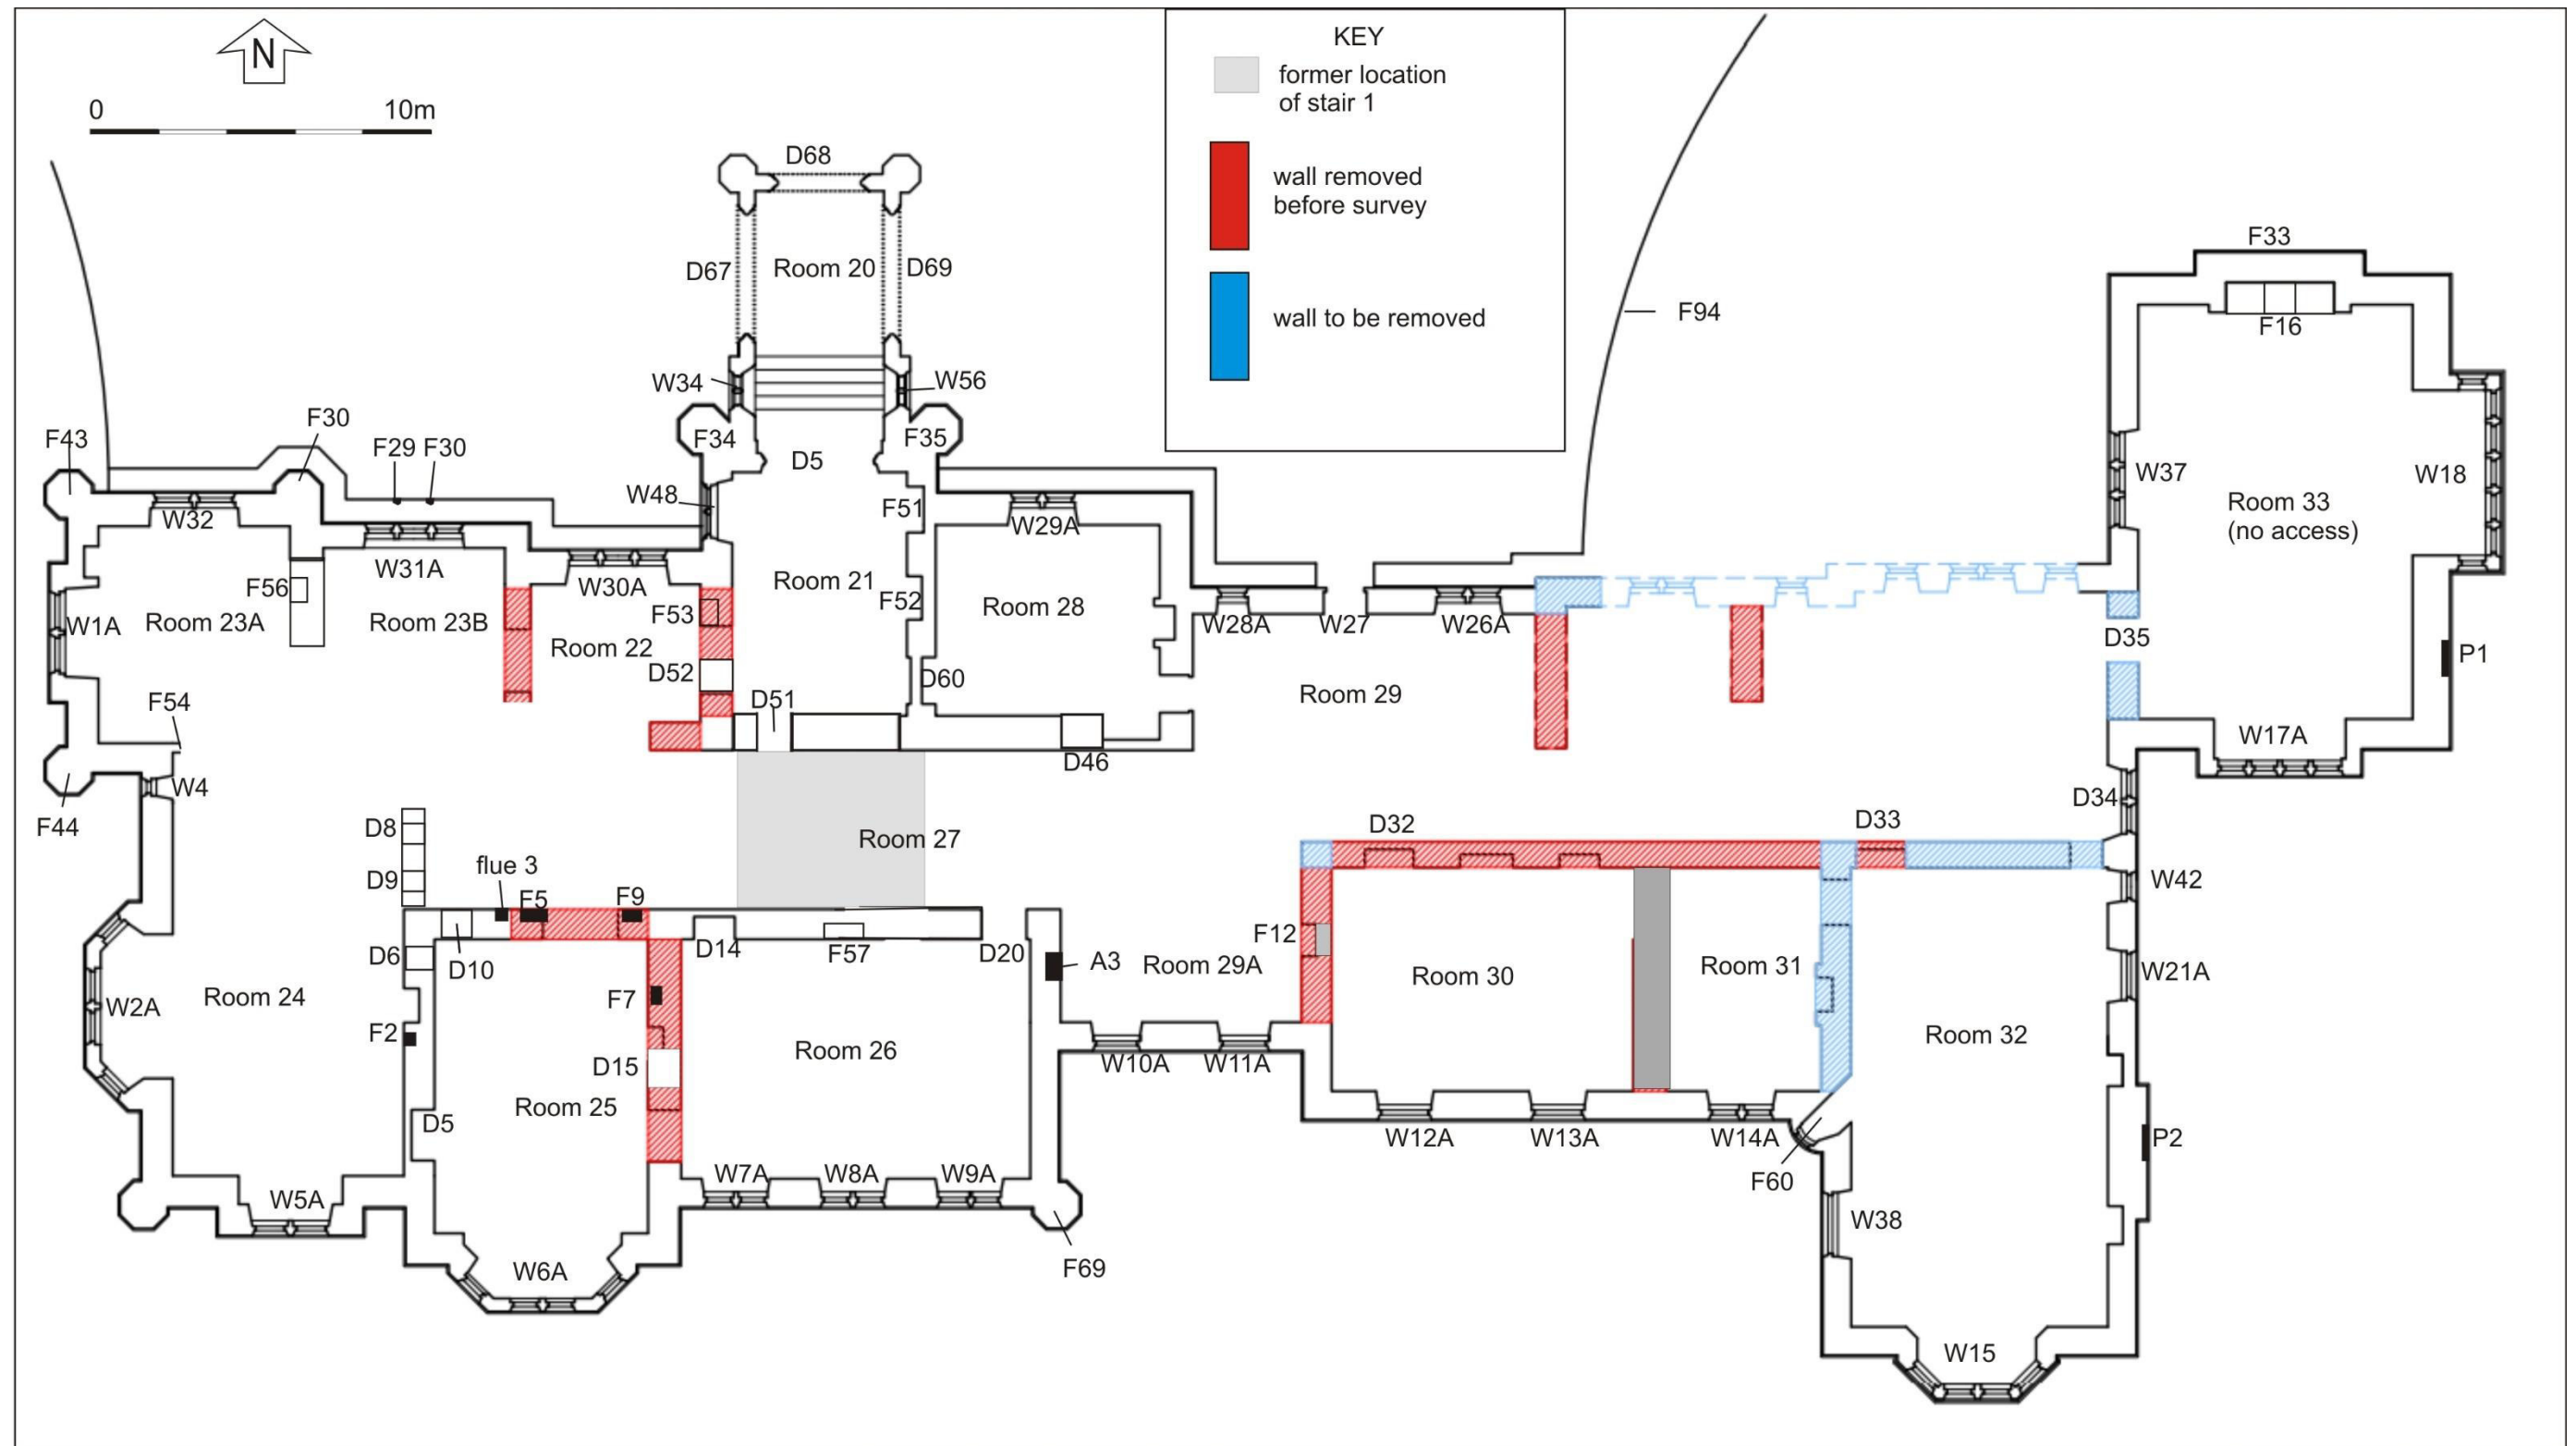 KEY
former location
of stair 1
wall removed
before survey
wall to be removed
N
0
10m
D68
D67
Room 20
D69
F94
F33
F16
W34
W56
F43
F30
F29
F30
F34
D5
F35
W48
F51
W32
W29A
W37
W18
Room 33
(no access)
W31A
W30A
Room 21
F56
F53
F52
Room 28
W1A
Room 23A
Room 23B
W28A
W27
W26A
D35
Room 22
D52
D60
P1
Room 29
F54
D51
W17A
D46
W4
D34
F44
D8
Room 27
D32
D33
flue 3
D9
F5
F9
W42
F12
D14
F57
D20
D6
D10
A3
Room 29A
Room 30
Room 31
W21A
Room 24
F7
W2A
F2
Room 26
Room 32
D15
W10A
W11A
Room 25
D5
W12A
W13A
W14A
P2
W7A
W8A
W9A
F60
W5A
W38
W6A
F69
W15